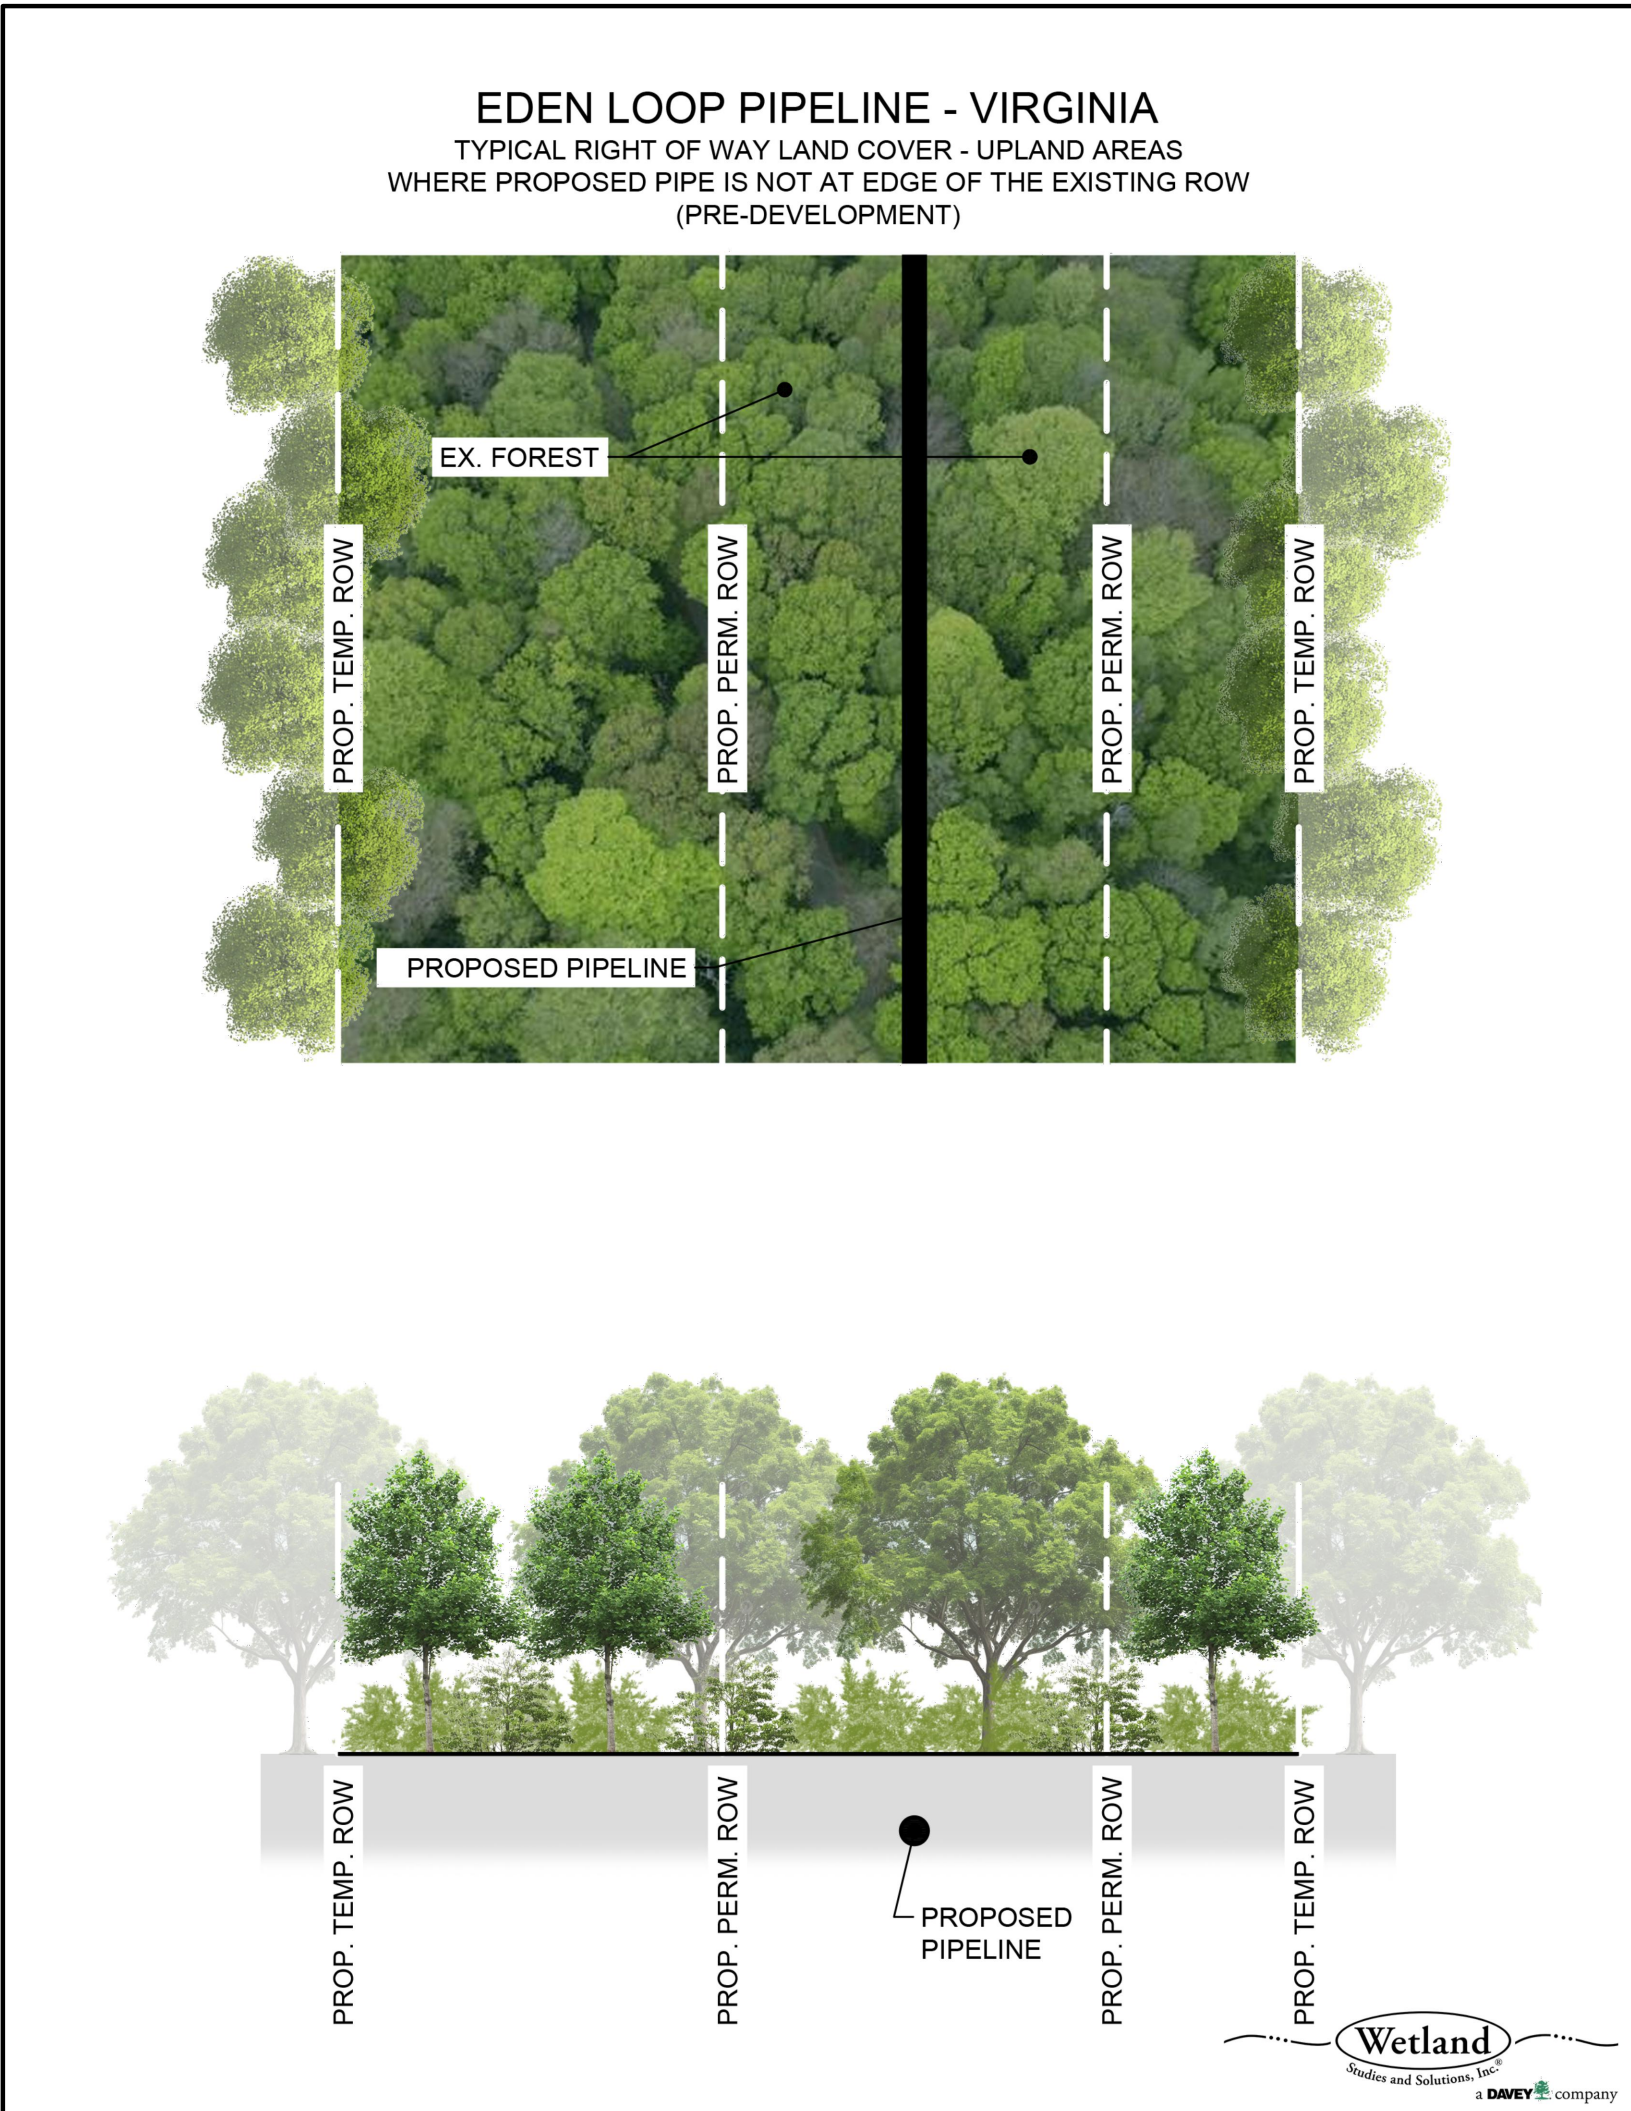 EDEN LOOP PIPELINE - VIRGINIA
TYPICAL RIGHT OF WAY LAND COVER - UPLAND AREAS
WHERE PROPOSED PIPE IS NOT AT EDGE OF THE EXISTING ROW
(PRE-DEVELOPMENT)
EX. FOREST
PROP. TEMP. ROW
PROP. PERM. ROW
PROP. PERM. ROW
PROP. TEMP. ROW
PROPOSED PIPELINE
PROP. TEMP. ROW
PROP. PERM. ROW
PROP. PERM. ROW
PROP. TEMP. ROW
PROPOSED
PIPELINE
Wetland
Studies and Solutions, Inc.®
a DAVEY company